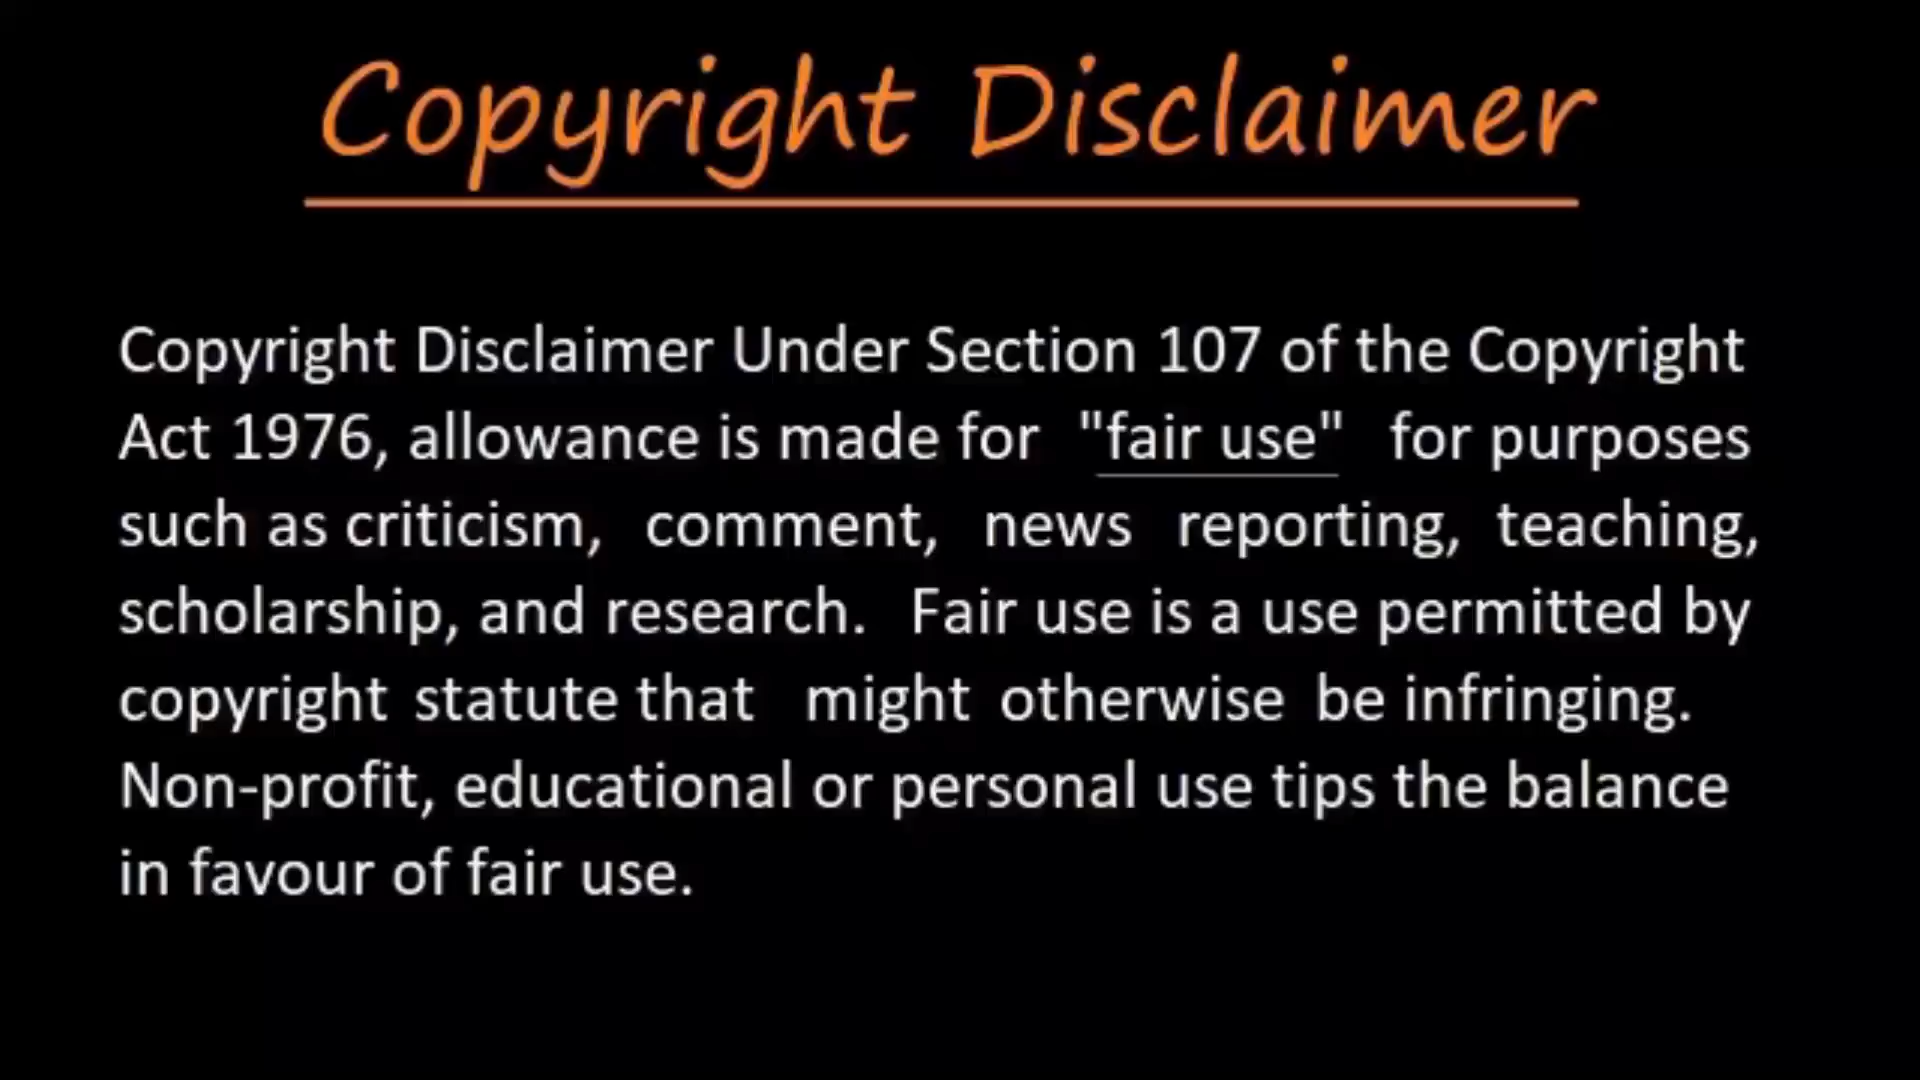 Copyright Disclaimer
Copyright Disclaimer Under Section 107 of the Copyright
Act 1976, allowance is made for "fair use" for purposes
such as criticism, comment, news reporting, teaching,
scholarship, and research. Fair use is a use permitted by
copyright statute that might otherwise be infringing.
Non-profit, educational or personal use tips the balance
in favour of fair use.